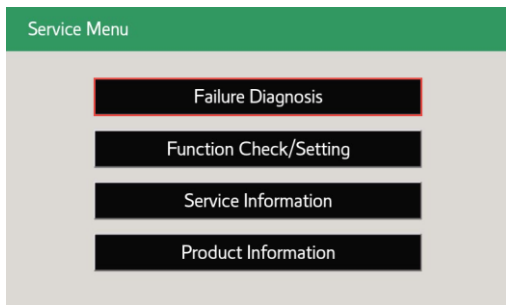 Service Menu
Failure Diagnosis
Function Check/Setting
Service Information
Product Information